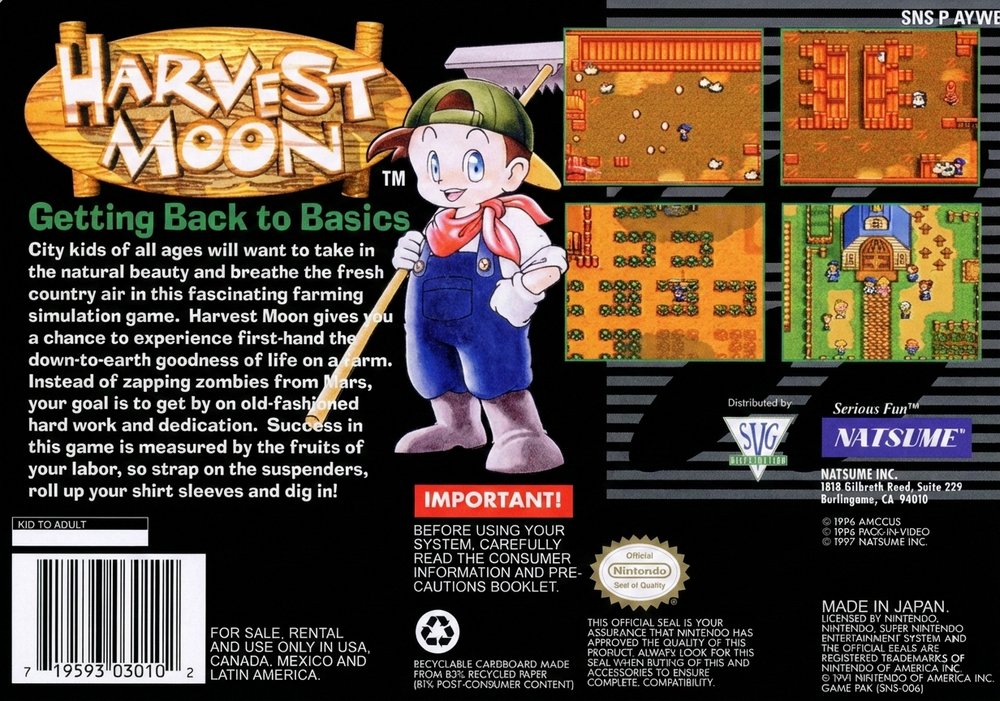 SNS P AYWE
HARVEST
MOON
TM
Getting Back to Basics
City kids of all ages will want to take in
the natural beauty and breathe the fresh
country air in this fascinating farming
simulation game. Harvest Moon gives you
a chance to experience first-hand the
down-to-earth goodness of life on a farm.
Instead of zapping zombies from Mars,
your goal is to get by on old-fashioned
hard work and dedication. Success in
this game is measured by the fruits of
your labor, so strap on the suspenders,
roll up your shirt sleeves and dig in!
KID TO ADULT
7 19593 03010 2
FOR SALE, RENTAL
AND USE ONLY IN USA,
CANADA. MEXICO AND
LATIN AMERICA.
IMPORTANT!
BEFORE USING YOUR
SYSTEM, CAREFULLY
READ THE CONSUMER
INFORMATION AND PRE-
CAUTIONS BOOKLET.
RECYCLABLE CARDBOARD MADE
FROM 83% RECYCLED PAPER
(81% POST-CONSUMER CONTENT)
Official
Nintendo
Seel of Quality
®
THIS OFFICIAL SEAL IS YOUR
ASSURANCE THAT NINTENDO HAS
APPROVED THE QUALITY OF THIS
PRODUCT. ALWAFY LOOK FOR THIS
SEAL WHEN BUTING OF THIS AND
ACCESSORIES TO ENSURE
COMPLETE. COMPATIBILITY.
Distributed by
SVG
Serious Fun™
NATSUME
NATSUME INC.
1818 Gilbreth Reed, Suite 229
Burlingame, CA 94010
© 1996 AMCCUS
© 1996 PACK-IN-VIDEO
© 1997 NATSUME INC.
MADE IN JAPAN.
LICENSED BY NINTENDO.
NINTENDO, SUPER NINTENDO
ENTERTAINMENT SYSTEM AND
THE OFFICIAL EEALS ARE
REGISTERED TRADEMARKS OF
NINTENDO OF AMERICA INC.
© 1991 NINTENDO OF AMERICA INC.
GAME PAK (SNS-006)